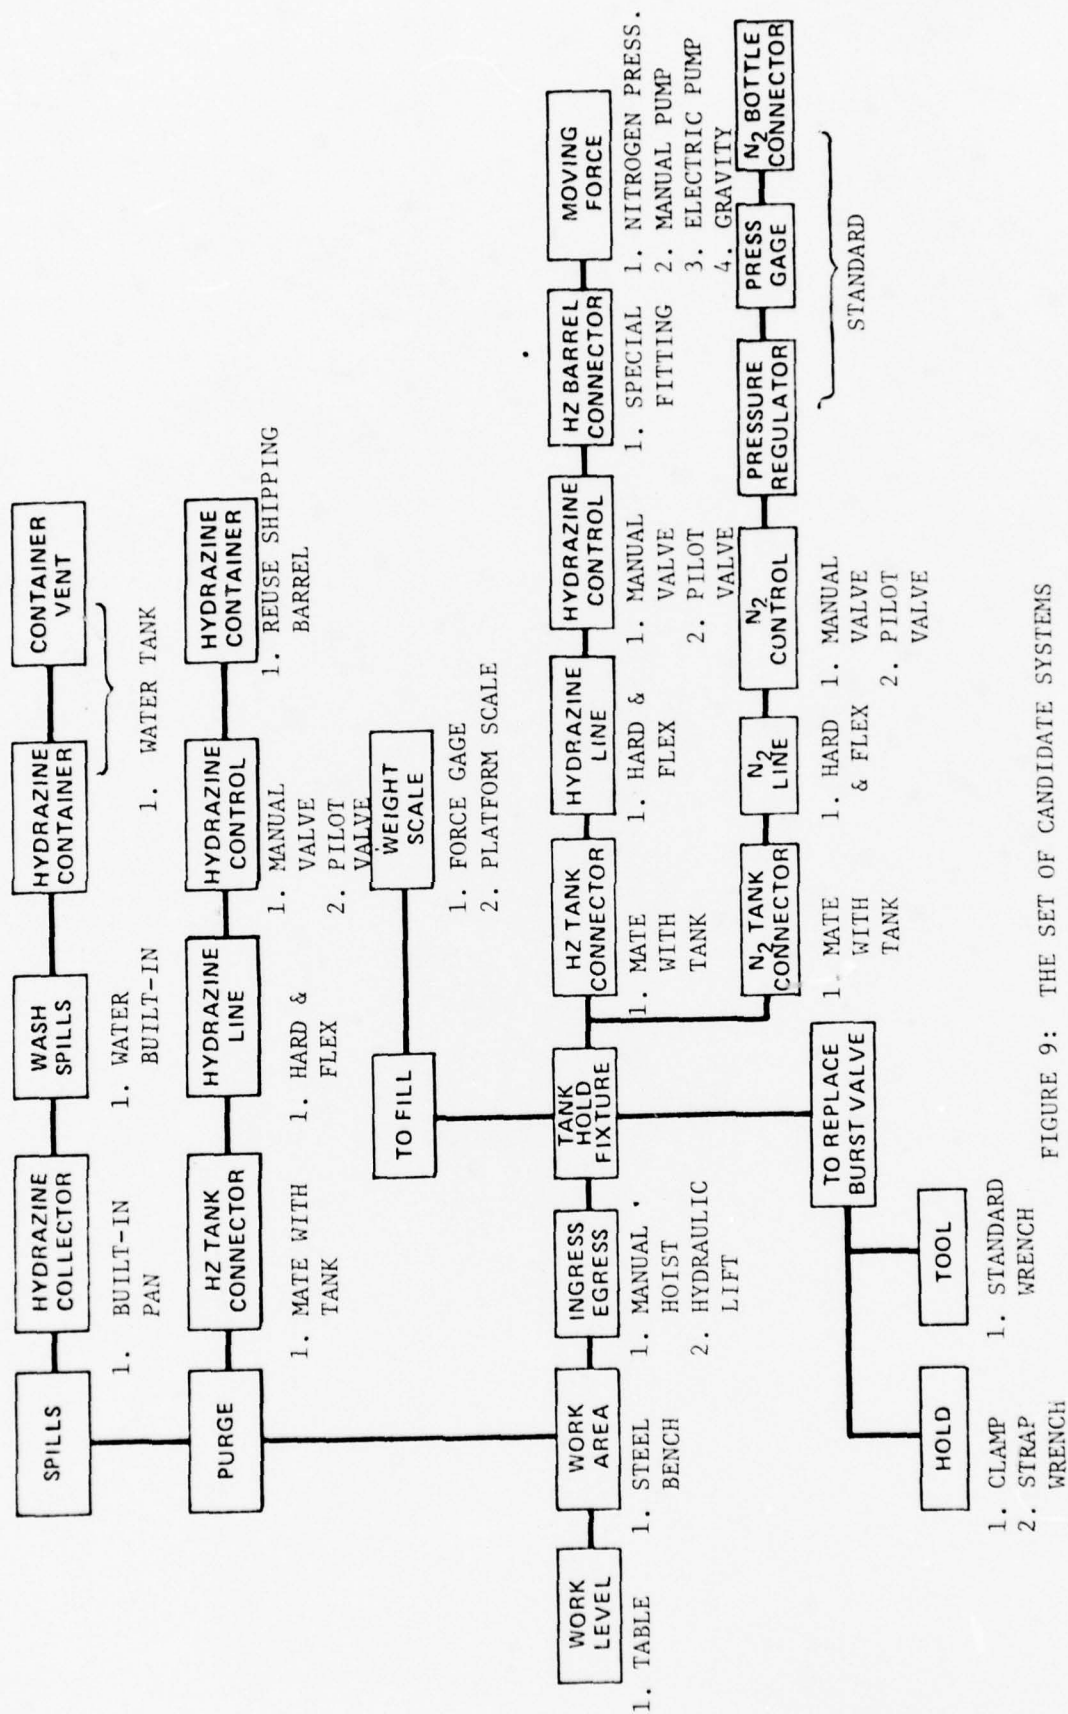 SPILLS
HYDRAZINE
COLLECTOR
1. BUILT-IN
PAN
WASH
SPILLS
1. WATER
BUILT-IN
HYDRAZINE
CONTAINER
CONTAINER
VENT
1. WATER TANK
PURGE
HZ TANK
CONNECTOR
1. MATE WITH
TANK
HYDRAZINE
LINE
1. HARD &
FLEX
HYDRAZINE
CONTROL
1. MANUAL
VALVE
2. PILOT
VALVE
HYDRAZINE
CONTAINER
1. REUSE SHIPPING
BARREL
TO FILL
WEIGHT
SCALE
1. FORCE GAGE
2. PLATFORM SCALE
WORK
LEVEL
1. TABLE
WORK
AREA
1. STEEL
BENCH
INGRESS
EGRESS
1. MANUAL
HOIST
2. HYDRAULIC
LIFT
TANK
HOLD
FIXTURE
HZ TANK
CONNECTOR
1. MATE
WITH
TANK
HYDRAZINE
LINE
1. HARD &
FLEX
HYDRAZINE
CONTROL
1. MANUAL
VALVE
2. PILOT
VALVE
HZ BARREL
CONNECTOR
1. SPECIAL
FITTING
MOVING
FORCE
1. NITROGEN PRESS.
2. MANUAL PUMP
3. ELECTRIC PUMP
4. GRAVITY
N2 TANK
CONNECTOR
1. MATE
WITH
TANK
N2
LINE
1. HARD
& FLEX
N2
CONTROL
1. MANUAL
VALVE
2. PILOT
VALVE
PRESSURE
REGULATOR
PRESS
GAGE
N2 BOTTLE
CONNECTOR
STANDARD
TO REPLACE
BURST VALVE
HOLD
1. CLAMP
2. STRAP
WRENCH
TOOL
1. STANDARD
WRENCH
FIGURE 9: THE SET OF CANDIDATE SYSTEMS